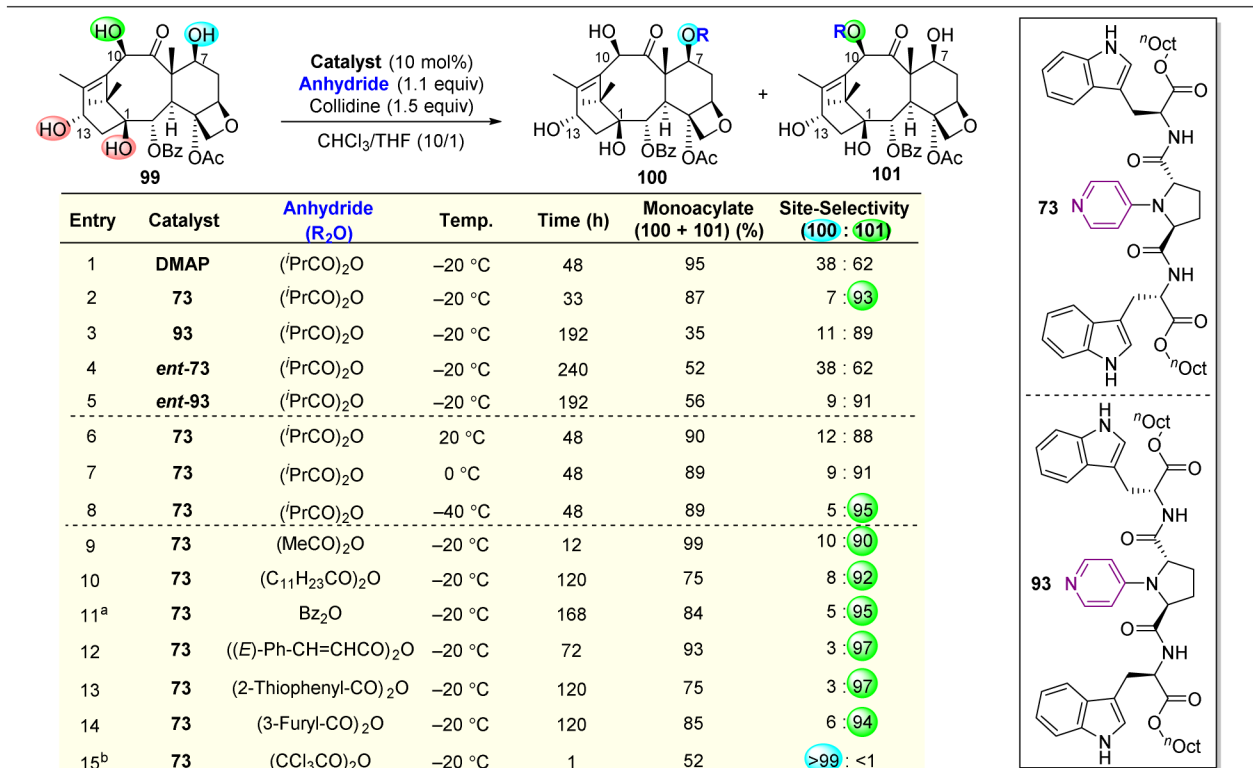 HO
O
OH
10
7
13
HO
1
HO
H
OBz
OAc
O
99
Catalyst (10 mol%)
Anhydride (1.1 equiv)
Collidine (1.5 equiv)
CHCl₃/THF (10/1)
HO
O
OR
10
7
13
HO
1
HO
H
OBz
OAc
O
100
+
RO
O
OH
10
7
13
HO
1
HO
H
OBz
OAc
O
101
Entry Catalyst Anhydride (R₂O) Temp. Time (h) Monoacylate (100 + 101) (%) Site-Selectivity (100 : 101)
1 DMAP (ⁱPrCO)₂O –20 °C 48 95 38 : 62
2 73 (ⁱPrCO)₂O –20 °C 33 87 7 : 93
3 93 (ⁱPrCO)₂O –20 °C 192 35 11 : 89
4 ent-73 (ⁱPrCO)₂O –20 °C 240 52 38 : 62
5 ent-93 (ⁱPrCO)₂O –20 °C 192 56 9 : 91
6 73 (ⁱPrCO)₂O 20 °C 48 90 12 : 88
7 73 (ⁱPrCO)₂O 0 °C 48 89 9 : 91
8 73 (ⁱPrCO)₂O –40 °C 48 89 5 : 95
9 73 (MeCO)₂O –20 °C 12 99 10 : 90
10 73 (C₁₁H₂₃CO)₂O –20 °C 120 75 8 : 92
11ᵃ 73 Bz₂O –20 °C 168 84 5 : 95
12 73 ((E)-Ph-CH=CHCO)₂O –20 °C 72 93 3 : 97
13 73 (2-Thiophenyl-CO)₂O –20 °C 120 75 3 : 97
14 73 (3-Furyl-CO)₂O –20 °C 120 85 6 : 94
15ᵇ 73 (CCl₃CO)₂O –20 °C 1 52 >99 : <1
H
N
ⁿOct
O
O
NH
O
73
N
N
O
NH
O
O
ⁿOct
N
H
H
N
ⁿOct
O
O
NH
O
93
N
N
O
NH
O
O
ⁿOct
N
H